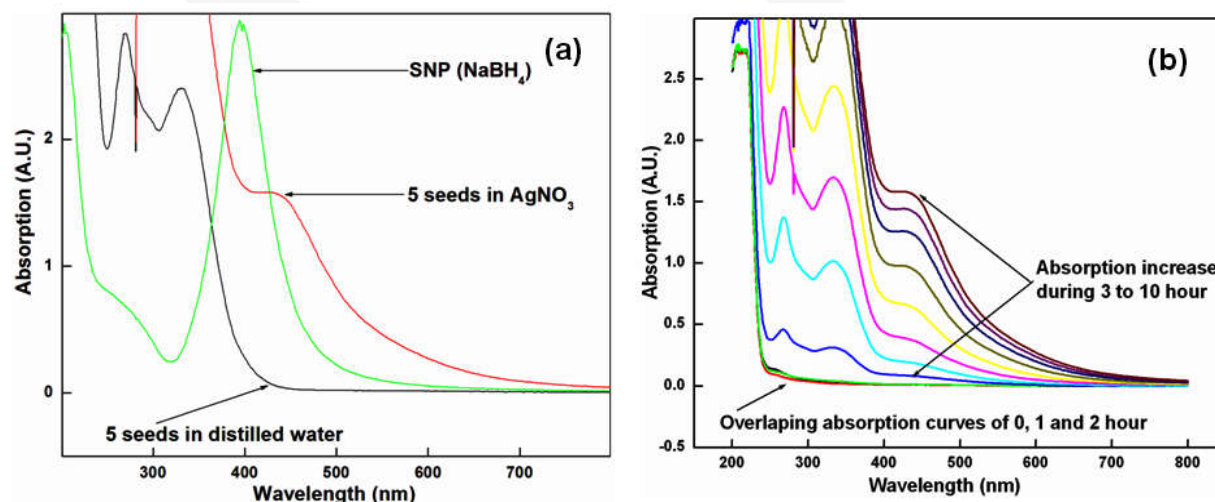 (a)
SNP (NaBH₄)
5 seeds in AgNO₃
5 seeds in distilled water
Absorption (A.U.)
2
1
0
300 400 500 600 700
Wavelength (nm)
(b)
Absorption increase
during 3 to 10 hour
Overlaping absorption curves of 0, 1 and 2 hour
Absorption (A.U.)
2.5
2.0
1.5
1.0
0.5
0.0
-0.5
200 300 400 500 600 700 800
Wavelength (nm)